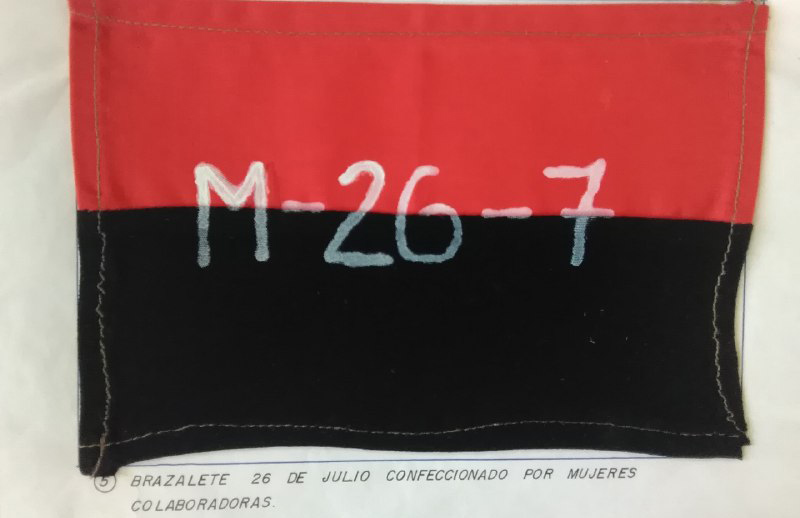 M-26-7
⑤ BRAZALETE 26 DE JULIO CONFECCIONADO POR MUJERES
COLABORADORAS.